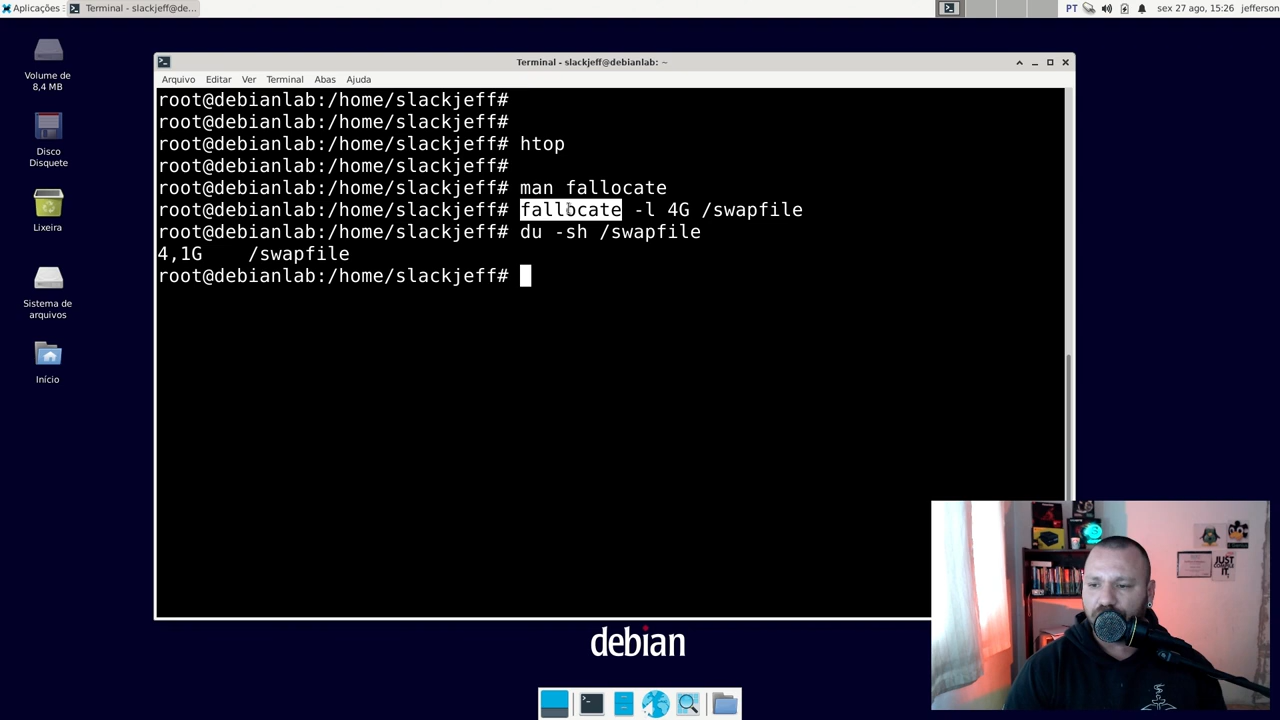 Aplicações
Terminal - slackjeff@de...
PT
sex 27 ago, 15:26
jefferson
Volume de
8,4 MB
Disco
Disquete
Lixeira
Sistema de
arquivos
Início
Terminal - slackjeff@debianlab: ~
Arquivo Editar Ver Terminal Abas Ajuda
root@debianlab:/home/slackjeff#
root@debianlab:/home/slackjeff#
root@debianlab:/home/slackjeff# htop
root@debianlab:/home/slackjeff#
root@debianlab:/home/slackjeff# man fallocate
root@debianlab:/home/slackjeff# fallocate -l 4G /swapfile
root@debianlab:/home/slackjeff# du -sh /swapfile
4,1G /swapfile
root@debianlab:/home/slackjeff#
debian
JUST